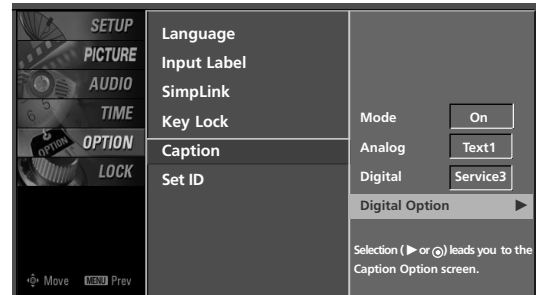 SETUP
PICTURE
AUDIO
TIME
OPTION
LOCK
Move MENU Prev
Language
Input Label
SimpLink
Key Lock
Caption
Set ID
Mode On
Analog Text1
Digital Service3
Digital Option ▶
Selection ( ▶ or ◉) leads you to the
Caption Option screen.